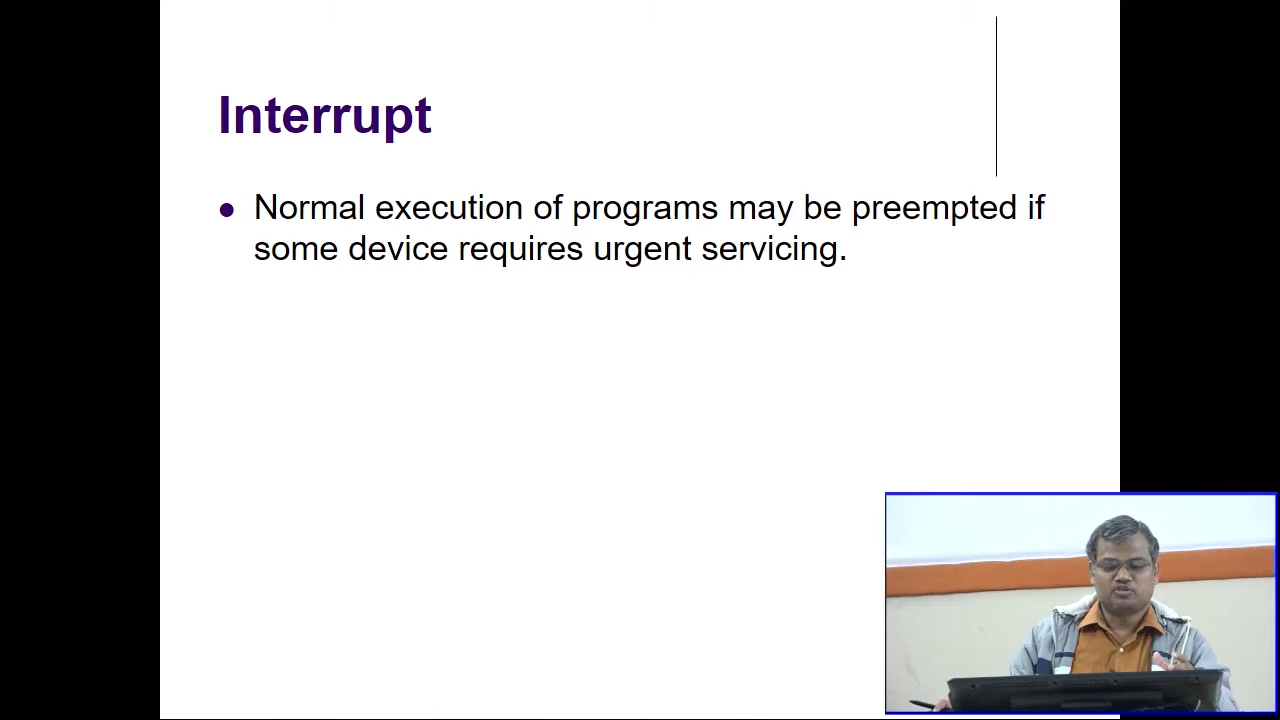 Interrupt
Normal execution of programs may be preempted if
some device requires urgent servicing.